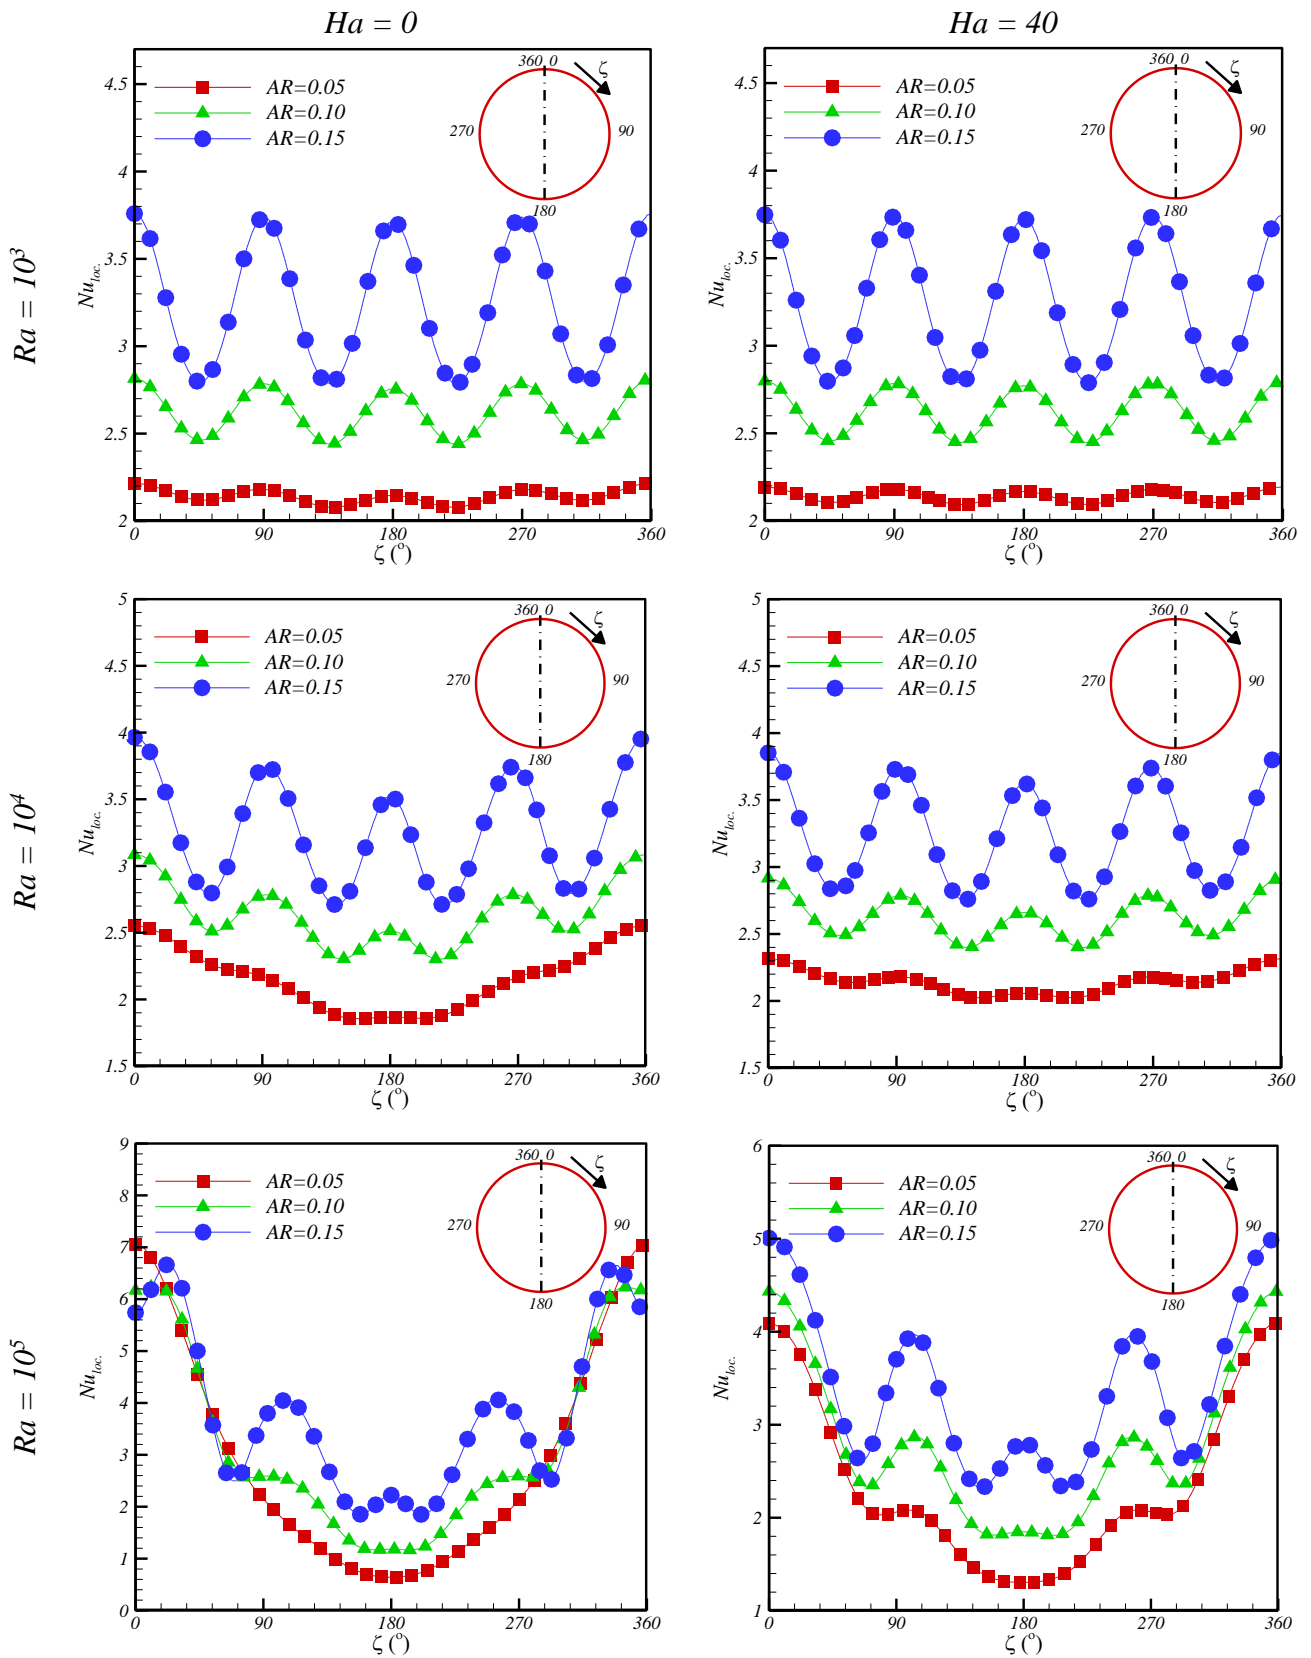 Ha = 0
Ha = 40
Ra = 10³
4.5
4
3.5
3
2.5
2
Nu_loc.
AR=0.05
AR=0.10
AR=0.15
360 0
ζ
270
90
180
0 90 180 270 360
ζ (°)
4.5
4
3.5
3
2.5
2
Nu_loc.
AR=0.05
AR=0.10
AR=0.15
360 0
ζ
270
90
180
0 90 180 270 360
ζ (°)
Ra = 10⁴
5
4.5
4
3.5
3
2.5
2
1.5
Nu_loc.
AR=0.05
AR=0.10
AR=0.15
360 0
ζ
270
90
180
0 90 180 270 360
ζ (°)
5
4.5
4
3.5
3
2.5
2
1.5
Nu_loc.
AR=0.05
AR=0.10
AR=0.15
360 0
ζ
270
90
180
0 90 180 270 360
ζ (°)
Ra = 10⁵
9
8
7
6
5
4
3
2
1
0
Nu_loc.
AR=0.05
AR=0.10
AR=0.15
360 0
ζ
270
90
180
0 90 180 270 360
ζ (°)
6
5
4
3
2
1
Nu_loc.
AR=0.05
AR=0.10
AR=0.15
360 0
ζ
270
90
180
0 90 180 270 360
ζ (°)